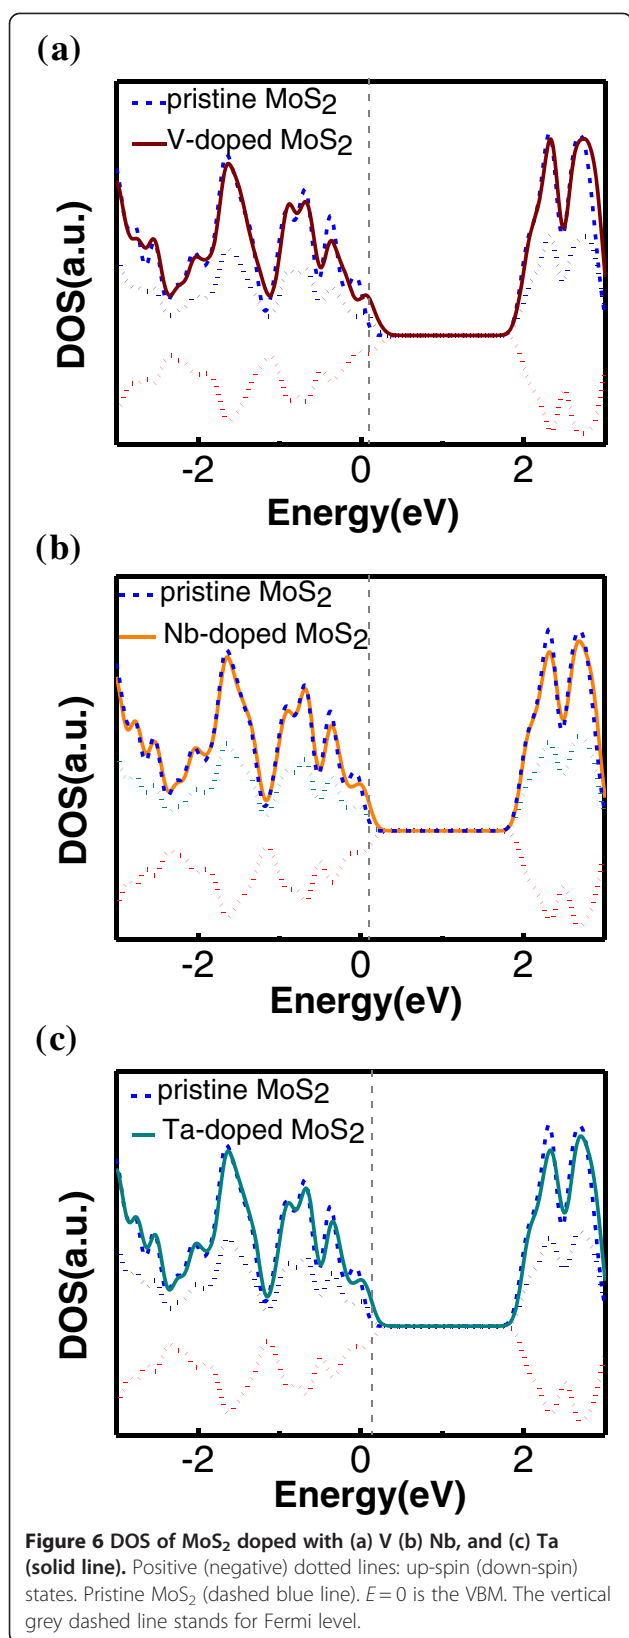 (a)
pristine MoS2
V-doped MoS2
DOS(a.u.)
-2 0 2
Energy(eV)
(b)
pristine MoS2
Nb-doped MoS2
DOS(a.u.)
-2 0 2
Energy(eV)
(c)
pristine MoS2
Ta-doped MoS2
DOS(a.u.)
-2 0 2
Energy(eV)
Figure 6 DOS of MoS2 doped with (a) V (b) Nb, and (c) Ta
(solid line). Positive (negative) dotted lines: up-spin (down-spin)
states. Pristine MoS2 (dashed blue line). E = 0 is the VBM. The vertical
grey dashed line stands for Fermi level.